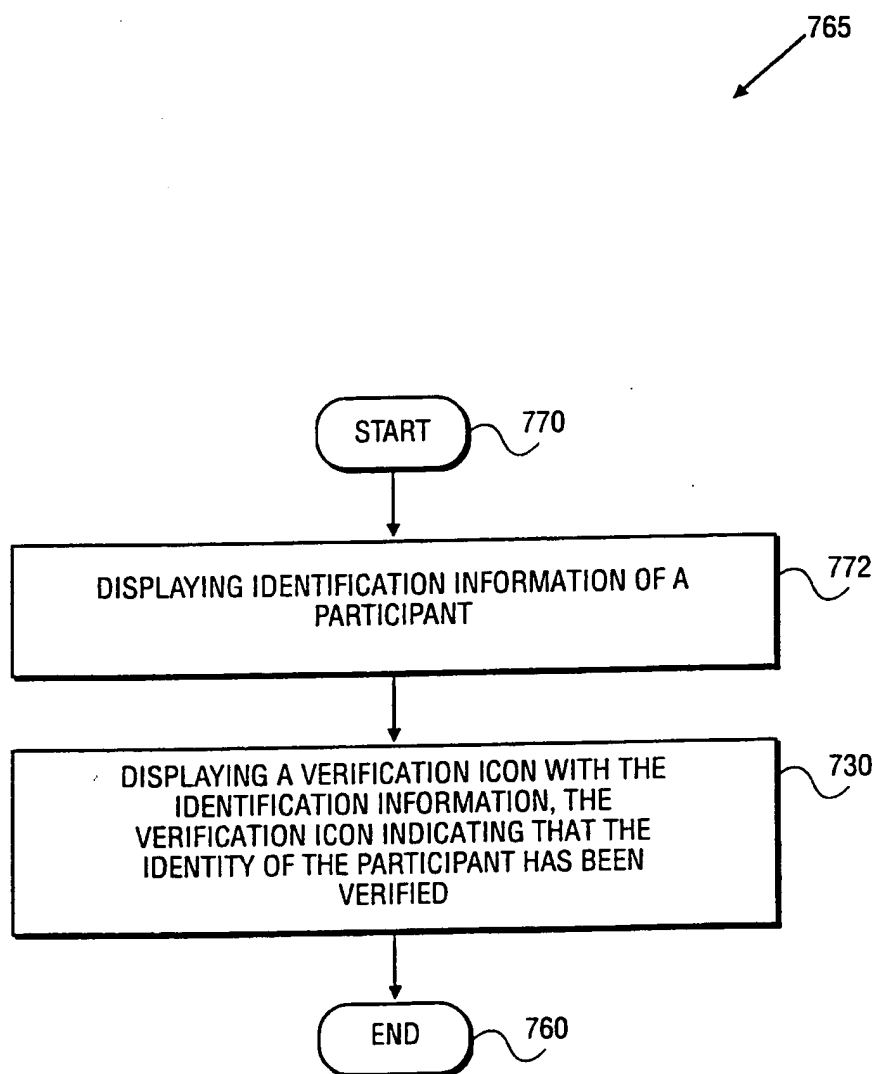 765
START
770
DISPLAYING IDENTIFICATION INFORMATION OF A
PARTICIPANT
772
DISPLAYING A VERIFICATION ICON WITH THE
IDENTIFICATION INFORMATION, THE
VERIFICATION ICON INDICATING THAT THE
IDENTITY OF THE PARTICIPANT HAS BEEN
VERIFIED
730
END
760